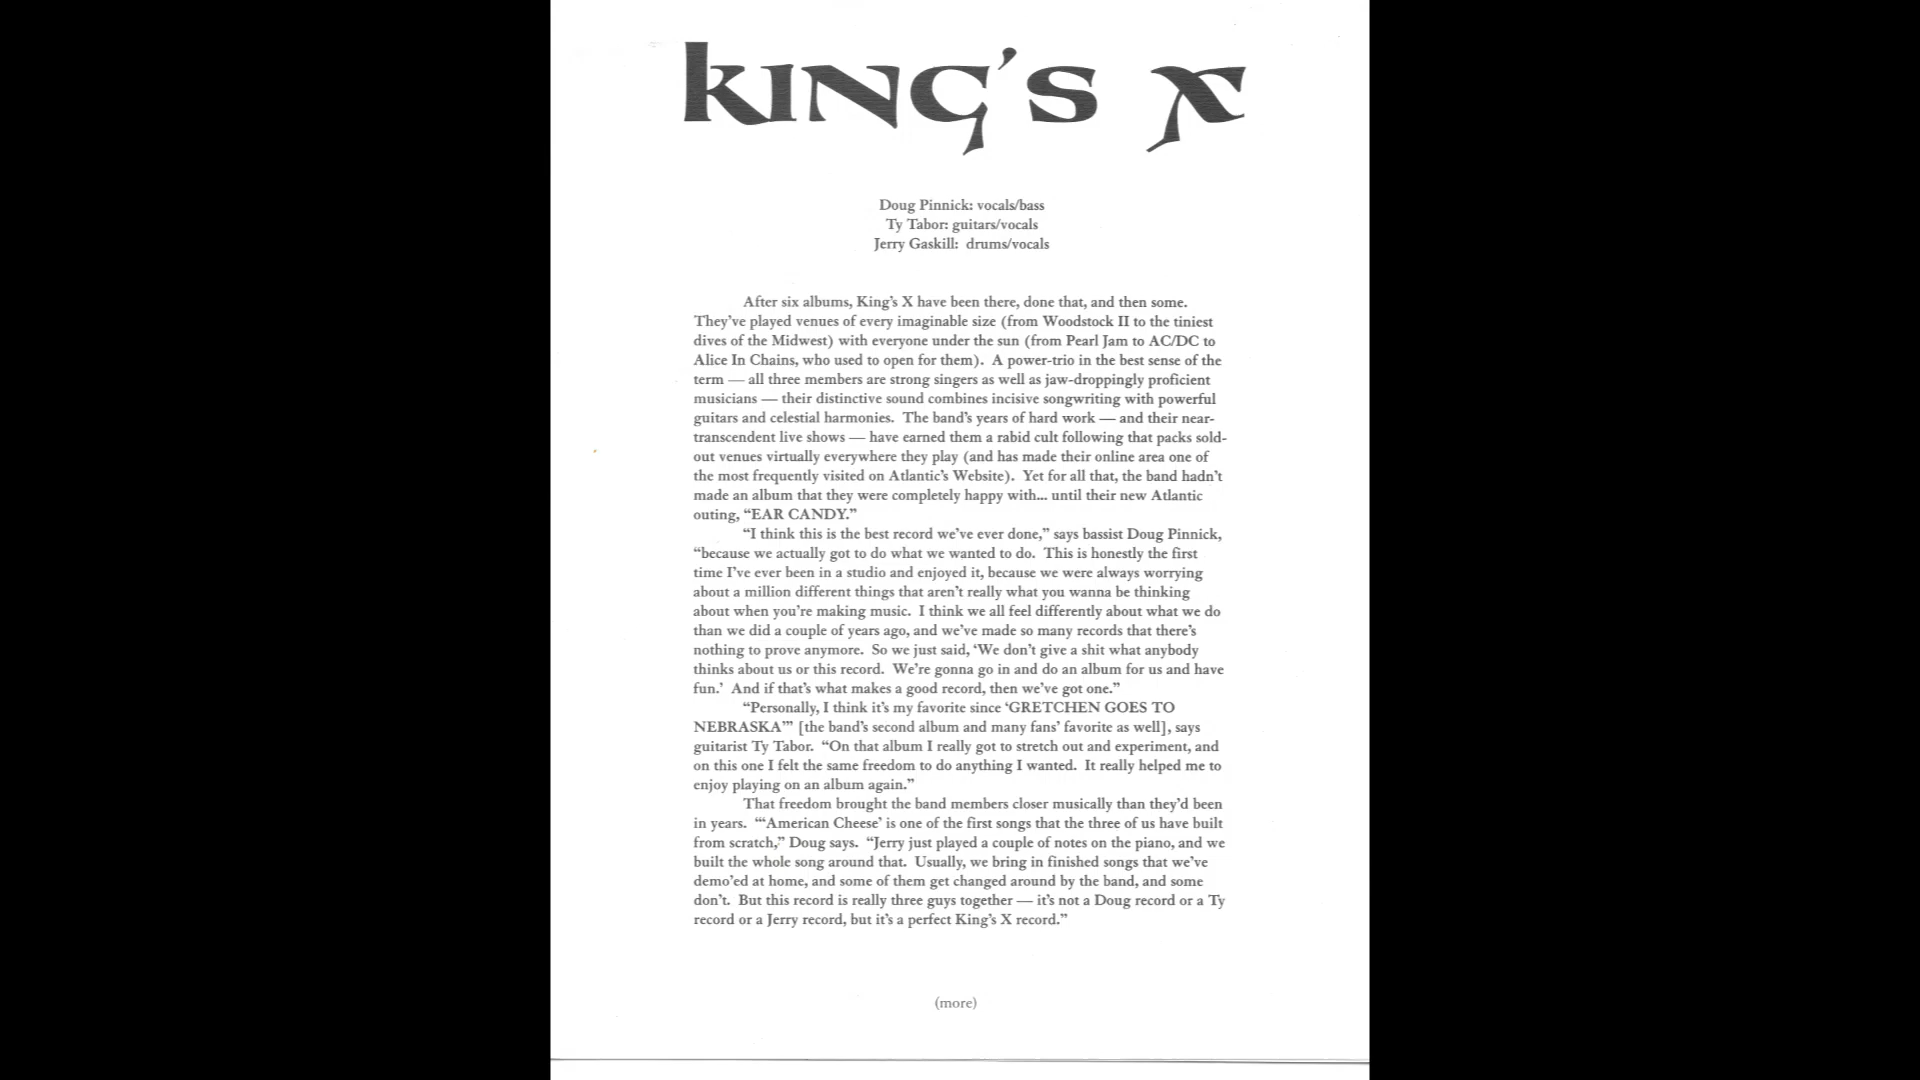 KING'S X
Doug Pinnick: vocals/bass
Ty Tabor: guitars/vocals
Jerry Gaskill: drums/vocals
After six albums, King's X have been there, done that, and then some.
They've played venues of every imaginable size (from Woodstock II to the tiniest
dives of the Midwest) with everyone under the sun (from Pearl Jam to AC/DC to
Alice In Chains, who used to open for them). A power-trio in the best sense of the
term — all three members are strong singers as well as jaw-droppingly proficient
musicians — their distinctive sound combines incisive songwriting with powerful
guitars and celestial harmonies. The band's years of hard work — and their near-
transcendent live shows — have earned them a rabid cult following that packs sold-
out venues virtually everywhere they play (and has made their online area one of
the most frequently visited on Atlantic's Website). Yet for all that, the band hadn't
made an album that they were completely happy with... until their new Atlantic
outing, “EAR CANDY.”
“I think this is the best record we've ever done,” says bassist Doug Pinnick,
“because we actually got to do what we wanted to do. This is honestly the first
time I've ever been in a studio and enjoyed it, because we were always worrying
about a million different things that aren't really what you wanna be thinking
about when you're making music. I think we all feel differently about what we do
than we did a couple of years ago, and we've made so many records that there's
nothing to prove anymore. So we just said, ‘We don't give a shit what anybody
thinks about us or this record. We're gonna go in and do an album for us and have
fun.’ And if that's what makes a good record, then we've got one.”
“Personally, I think it's my favorite since ‘GRETCHEN GOES TO
NEBRASKA’” [the band's second album and many fans' favorite as well], says
guitarist Ty Tabor. “On that album I really got to stretch out and experiment, and
on this one I felt the same freedom to do anything I wanted. It really helped me to
enjoy playing on an album again.”
That freedom brought the band members closer musically than they'd been
in years. “‘American Cheese’ is one of the first songs that the three of us have built
from scratch,” Doug says. “Jerry just played a couple of notes on the piano, and we
built the whole song around that. Usually, we bring in finished songs that we've
demo'ed at home, and some of them get changed around by the band, and some
don't. But this record is really three guys together — it's not a Doug record or a Ty
record or a Jerry record, but it's a perfect King's X record.”
(more)